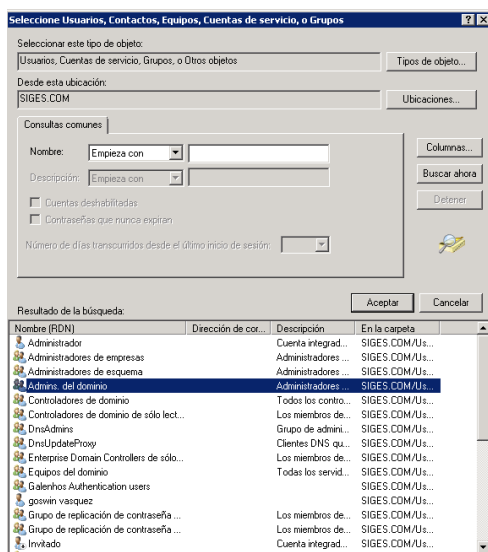 Seleccione Usuarios, Contactos, Equipos, Cuentas de servicio, o Grupos
Seleccionar este tipo de objeto:
Usuarios, Cuentas de servicio, Grupos, o Otros objetos
Tipos de objeto...
Desde esta ubicación:
SIGES.COM
Ubicaciones...
Consultas comunes
Nombre: Empieza con
Columnas...
Descripción: Empieza con
Buscar ahora
Cuentas deshabilitadas
Detener
Contraseñas que nunca expiran
Número de días transcurridos desde el último inicio de sesión:
Aceptar Cancelar
Resultado de la búsqueda:
Nombre (RDN) Dirección de cor... Descripción En la carpeta
Administrador Cuenta integrad... SIGES.COM/Us...
Administradores de empresas Administradores ... SIGES.COM/Us...
Administradores de esquema Administradores ... SIGES.COM/Us...
Admins. del dominio Administradores ... SIGES.COM/Us...
Controladores de dominio Todos los contro... SIGES.COM/Us...
Controladores de dominio de sólo lect... Los miembros de... SIGES.COM/Us...
DnsAdmins Grupo de admini... SIGES.COM/Us...
DnsUpdateProxy Clientes DNS qu... SIGES.COM/Us...
Enterprise Domain Controllers de sólo... Los miembros de... SIGES.COM/Us...
Equipos del dominio Todas los servid... SIGES.COM/Us...
Galenhos Authentication users SIGES.COM/Us...
goswin vasquez SIGES.COM/Us...
Grupo de replicación de contraseña ... Los miembros de... SIGES.COM/Us...
Grupo de replicación de contraseña ... Los miembros de... SIGES.COM/Us...
Invitado Cuenta integrad... SIGES.COM/Us...